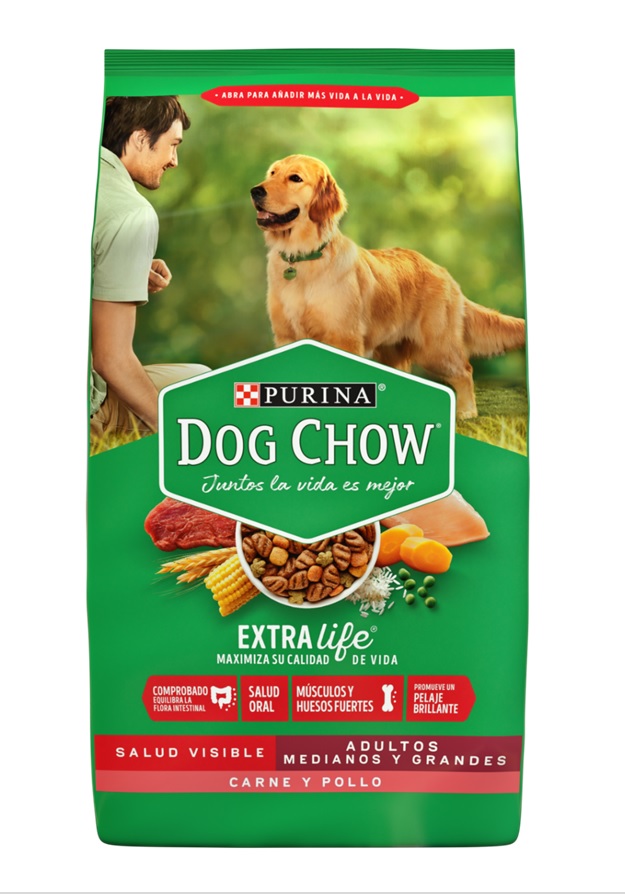 • ABRA PARA AÑADIR MÁS VIDA A LA VIDA •
PURINA®
DOG CHOW®
Juntos la vida es mejor
EXTRA life®
MAXIMIZA SU CALIDAD DE VIDA
COMPROBADO
EQUILIBRA LA
FLORA INTESTINAL
SALUD
ORAL
MÚSCULOS Y
HUESOS FUERTES
PROMUEVE UN
PELAJE
BRILLANTE
SALUD VISIBLE
ADULTOS
MEDIANOS Y GRANDES
CARNE Y POLLO